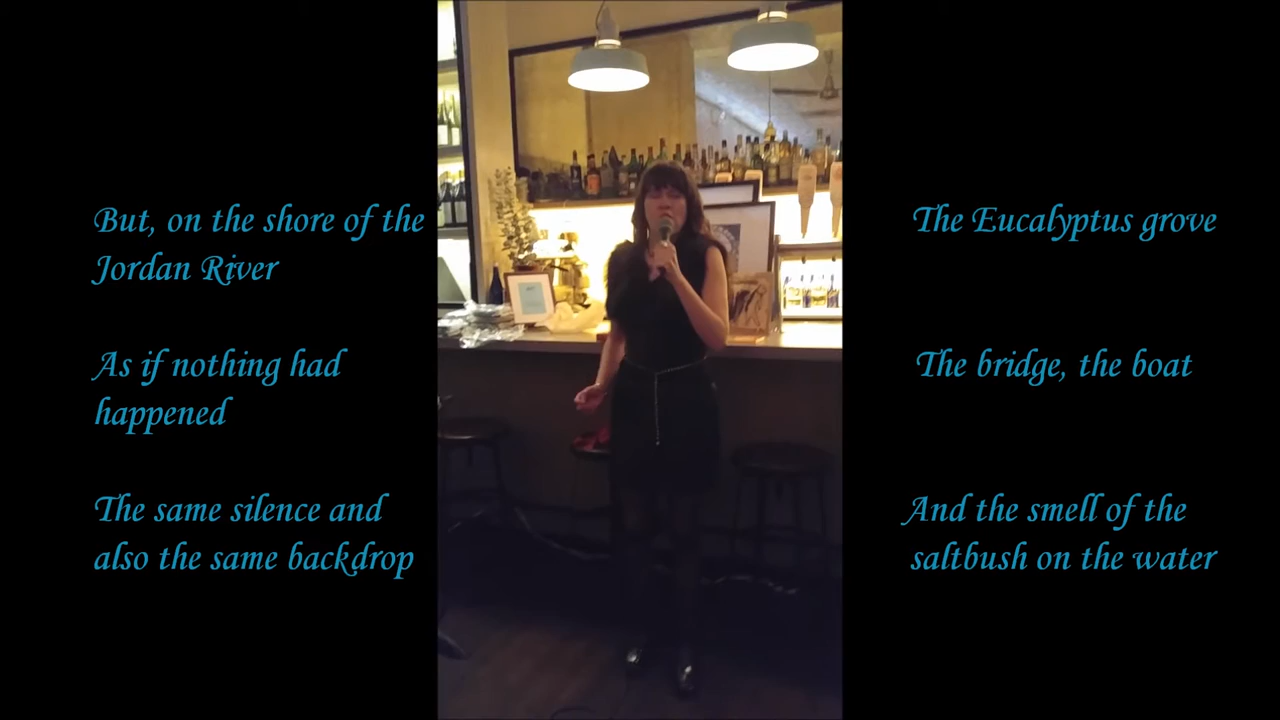 But, on the shore of the
Jordan River
As if nothing had
happened
The same silence and
also the same backdrop
The Eucalyptus grove
The bridge, the boat
And the smell of the
saltbush on the water